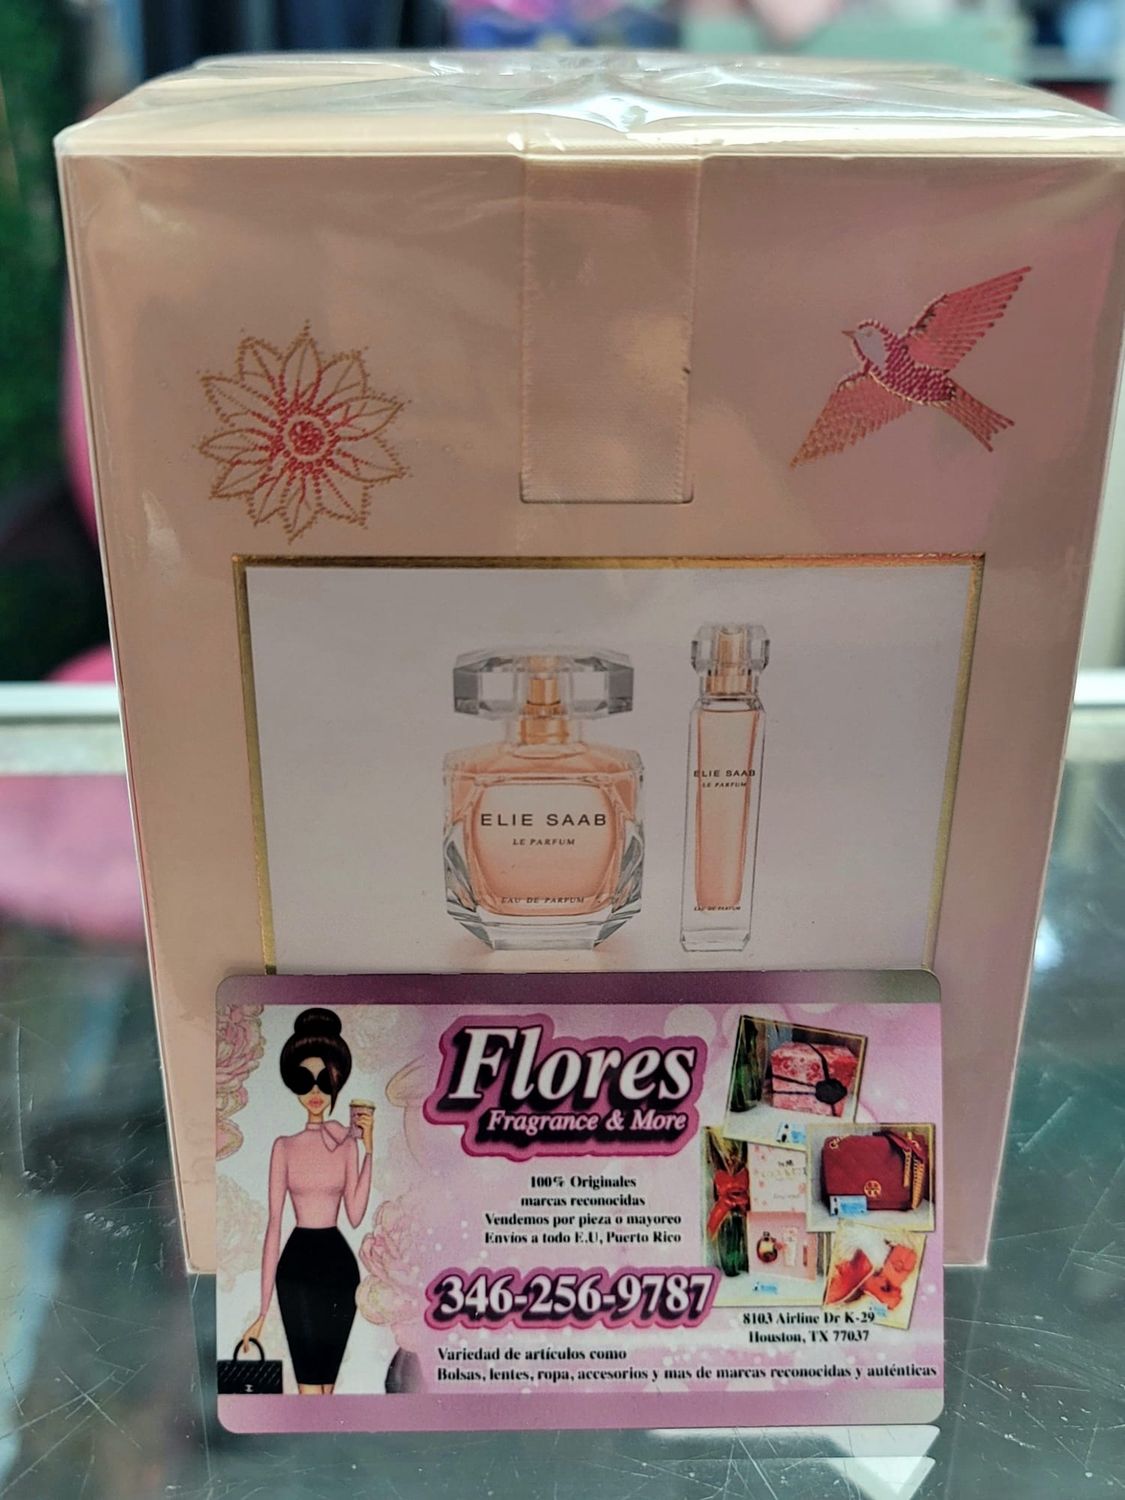 ELIE SAAB
LE PARFUM
EAU DE PARFUM
ELIE SAAB
LE PARFUM
EAU DE PARFUM
Flores
Fragrance & More
100% Originales
marcas reconocidas
Vendemos por pieza o mayoreo
Envíos a todo E.U, Puerto Rico
346-256-9787
8103 Airline Dr K-29
Houston, TX 77037
Variedad de artículos como
Bolsas, lentes, ropa, accesorios y mas de marcas reconocidas y auténticas